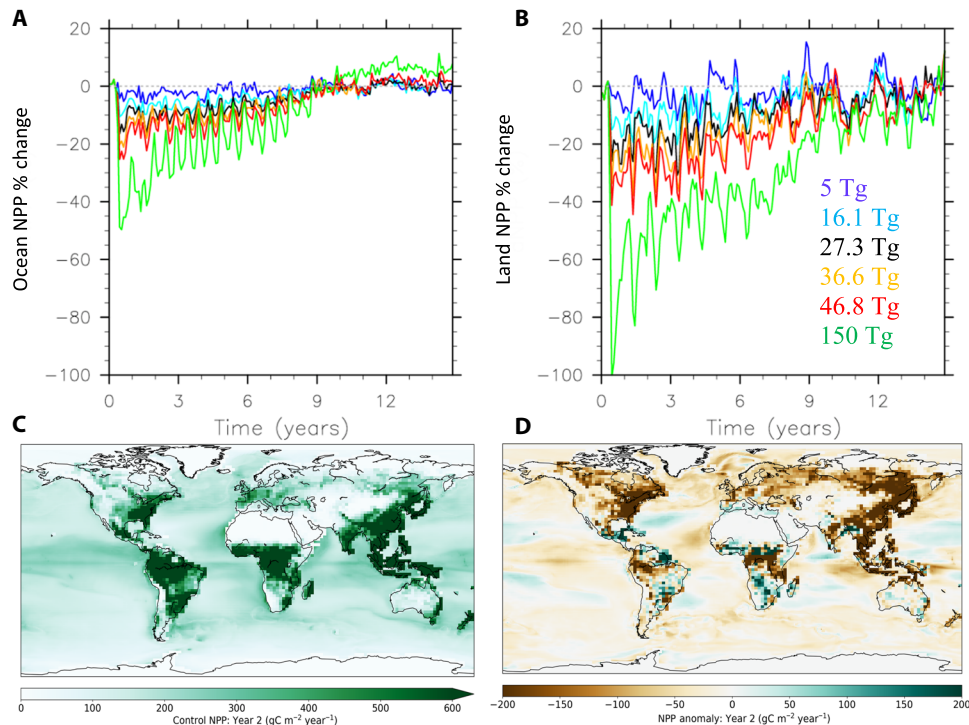 A
B
20
0
−20
−40
−60
−80
−100
Ocean NPP % change
0
3
6
9
12
Time (years)
20
0
−20
−40
−60
−80
−100
Land NPP % change
5 Tg
16.1 Tg
27.3 Tg
36.6 Tg
46.8 Tg
150 Tg
0
3
6
9
12
Time (years)
C
D
0
100
200
300
400
500
600
Control NPP: Year 2 (gC m⁻² year⁻¹)
−200
−150
−100
−50
0
50
100
150
200
NPP anomaly: Year 2 (gC m⁻² year⁻¹)